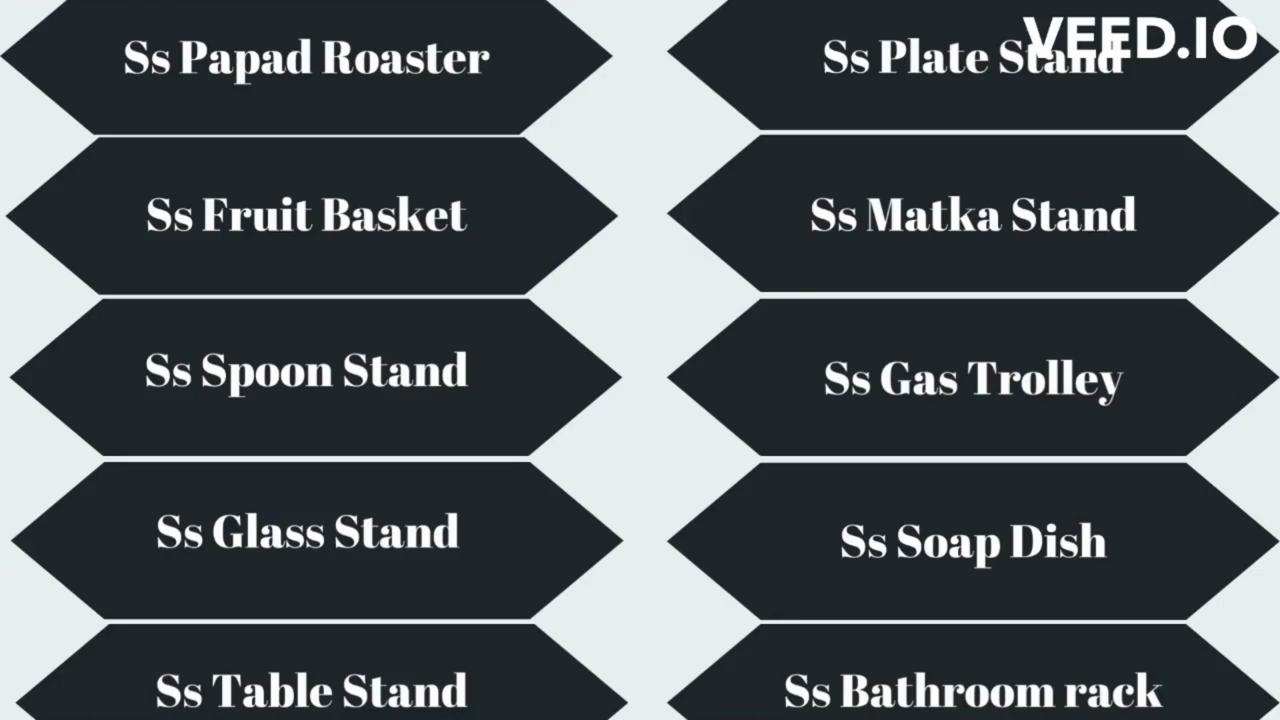 Ss Papad Roaster
Ss Plate Stand
VEED.IO
Ss Fruit Basket
Ss Matka Stand
Ss Spoon Stand
Ss Gas Trolley
Ss Glass Stand
Ss Soap Dish
Ss Table Stand
Ss Bathroom rack